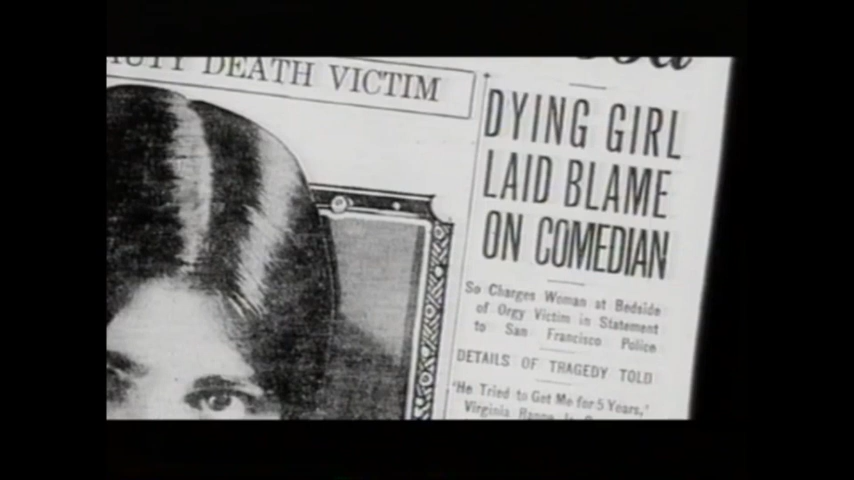 DEATH VICTIM
DYING GIRL
LAID BLAME
ON COMEDIAN
So Charges Woman at Bedside
of Orgy Victim in Statement
to San Francisco Police
DETAILS OF TRAGEDY TOLD
'He Tried to Get Me for 5 Years,'
Virginia